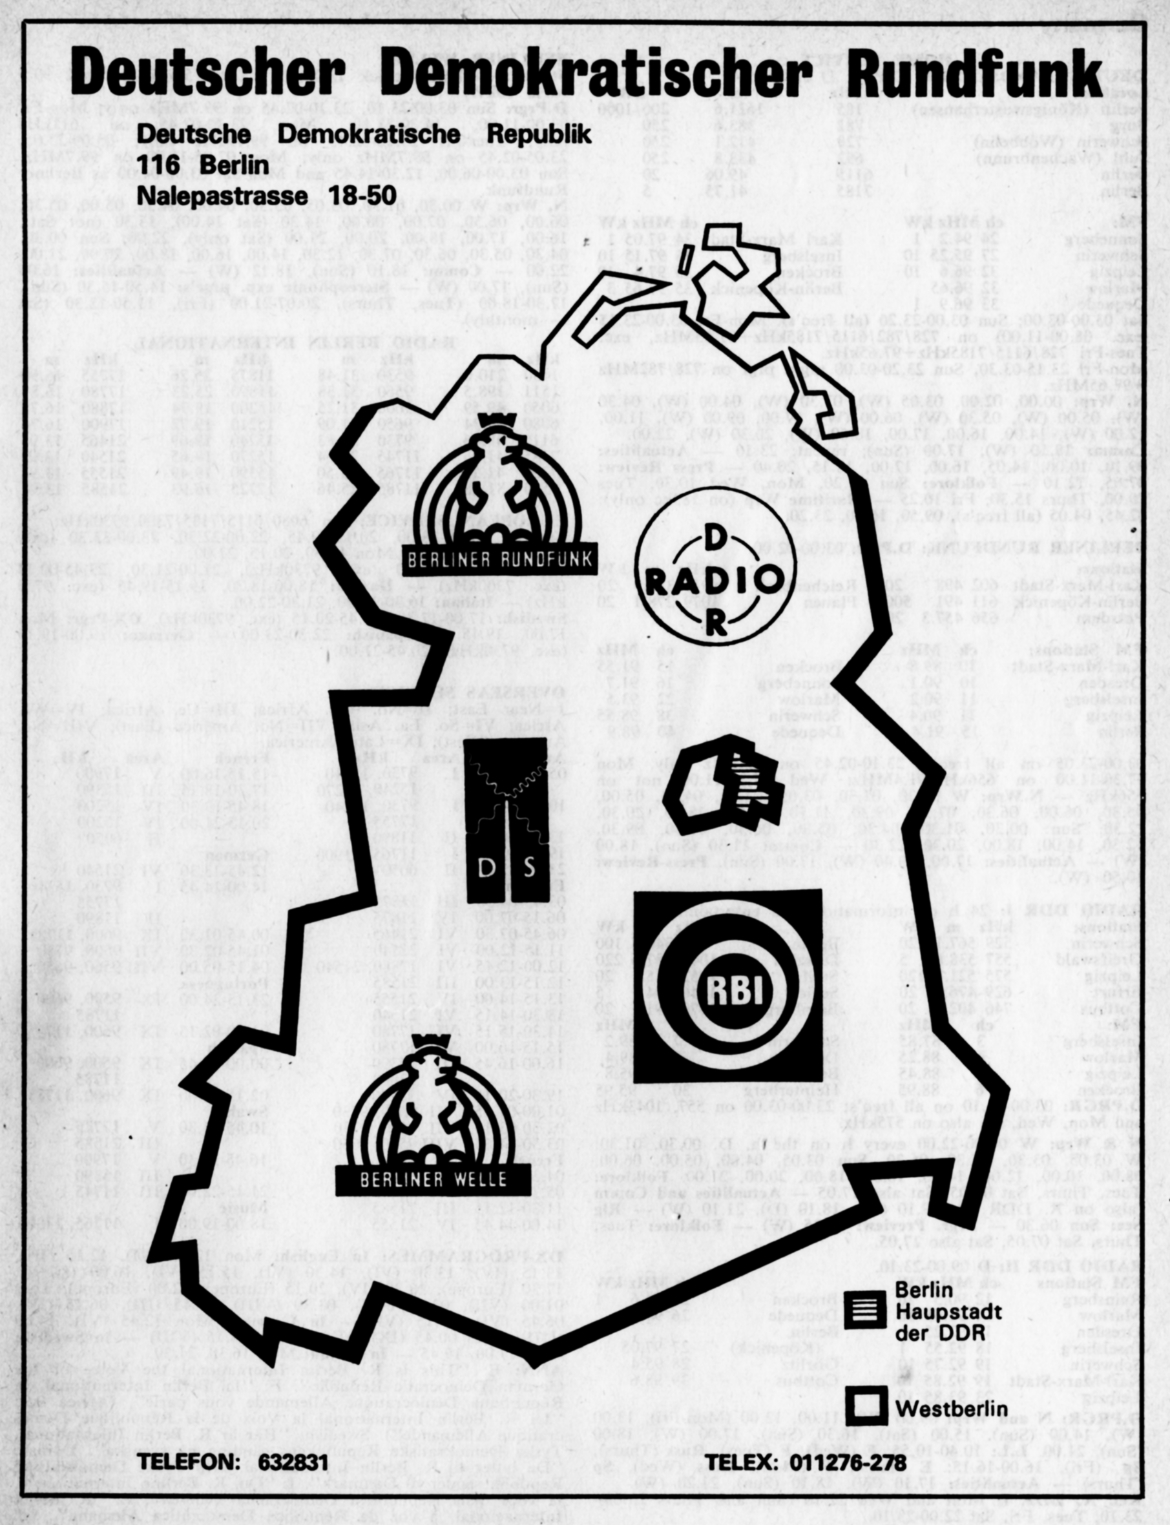 Deutscher Demokratischer Rundfunk
Deutsche Demokratische Republik
116 Berlin
Nalepastrasse 18-50
BERLINER RUNDFUNK
D
RADIO
R
D S
RBI
BERLINER WELLE
Berlin
Haupstadt
der DDR
Westberlin
TELEFON: 632831
TELEX: 011276-278